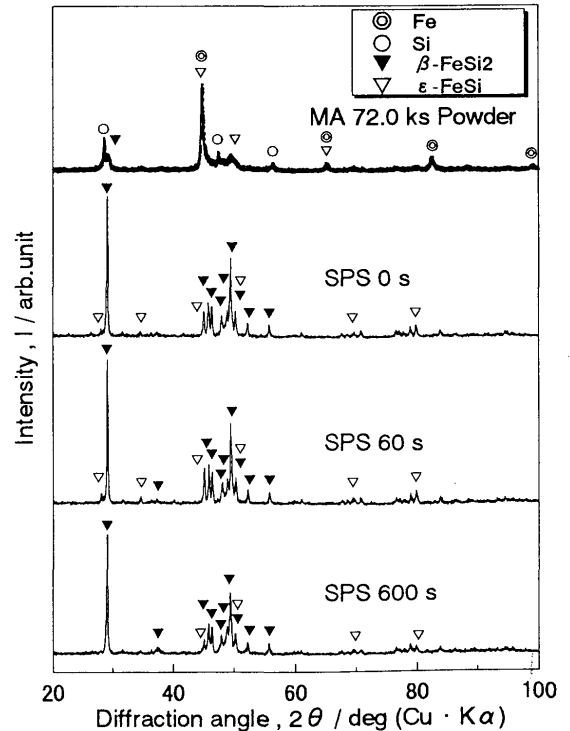 Fe
Si
β-FeSi2
ε-FeSi
MA 72.0 ks Powder
SPS 0 s
SPS 60 s
SPS 600 s
Intensity , I / arb.unit
20 40 60 80 100
Diffraction angle , 2θ / deg (Cu · Kα)